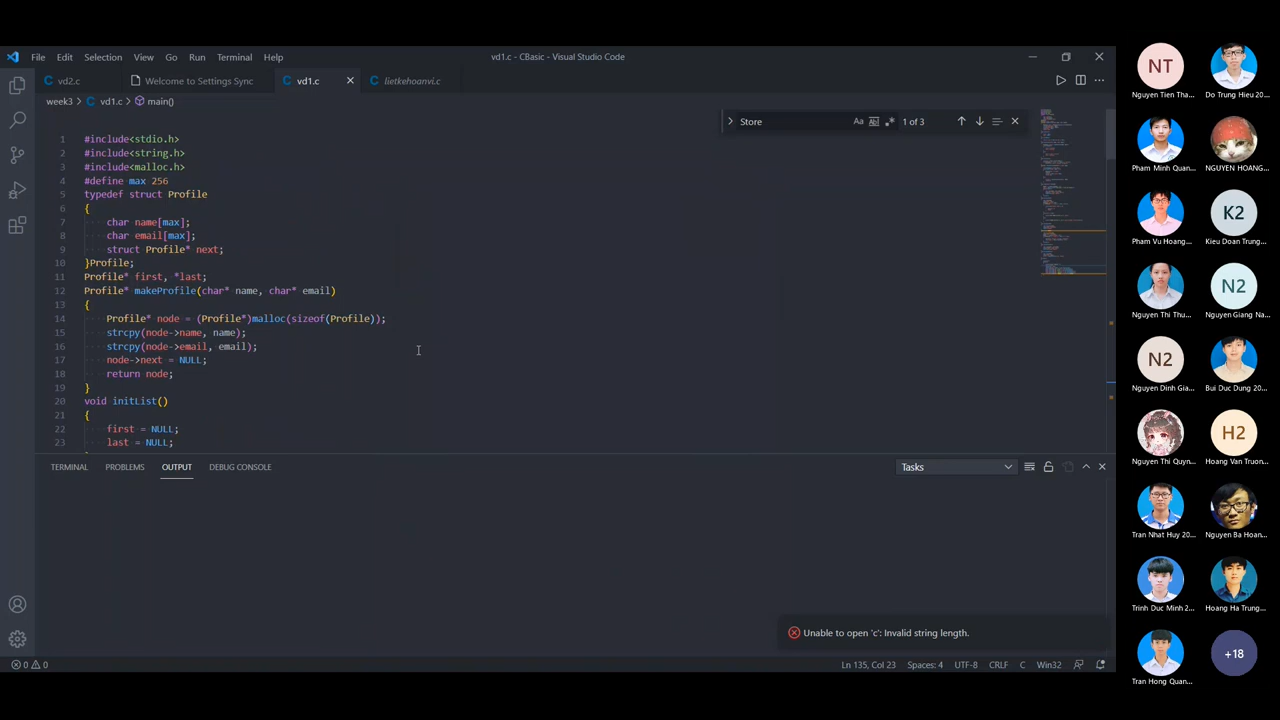 File Edit Selection View Go Run Terminal Help
vd1.c - CBasic - Visual Studio Code
vd2.c Welcome to Settings Sync vd1.c lietkehoanvi.c
week3 > vd1.c > main()
Store Aa 1 of 3
1 #include<stdio.h>
2 #include<string.h>
3 #include<malloc.h>
4 #define max 256
5 typedef struct Profile
6 {
7 char name[max];
8 char email[max];
9 struct Profile* next;
10 }Profile;
11 Profile* first, *last;
12 Profile* makeProfile(char* name, char* email)
13 {
14 Profile* node = (Profile*)malloc(sizeof(Profile));
15 strcpy(node->name, name);
16 strcpy(node->email, email);
17 node->next = NULL;
18 return node;
19 }
20 void initList()
21 {
22 first = NULL;
23 last = NULL;
TERMINAL PROBLEMS OUTPUT DEBUG CONSOLE
Tasks
Unable to open 'c': Invalid string length.
0 0
Ln 135, Col 23 Spaces: 4 UTF-8 CRLF C Win32
NT
Nguyen Tien Tha... Do Trung Hieu 20...
Pham Minh Quan... NGUYEN HOANG...
K2
Pham Vu Hoang... Kieu Doan Trung...
N2
Nguyen Thi Thu... Nguyen Giang Na...
N2
Nguyen Dinh Gia... Bui Duc Dung 20...
H2
Nguyen Thi Quyn... Hoang Van Truon...
Tran Nhat Huy 20... Nguyen Ba Hoan...
Trinh Duc Minh 2... Hoang Ha Trung...
+18
Tran Hong Quan...